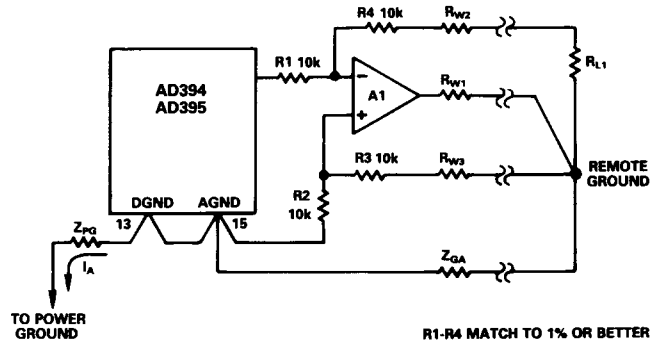 R4 10k
RW2
R1 10k
RL1
AD394
AD395
A1
RW1
−
+
R3 10k
RW3
REMOTE
GROUND
R2
10k
DGND
AGND
13
15
ZPG
IA
ZGA
TO POWER
GROUND
R1-R4 MATCH TO 1% OR BETTER